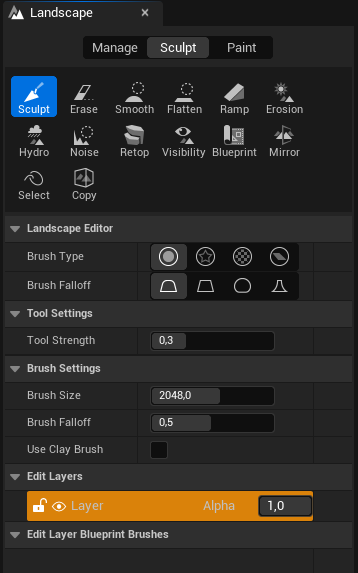 Landscape
Manage Sculpt Paint
Sculpt Erase Smooth Flatten Ramp Erosion
Hydro Noise Retop Visibility Blueprint Mirror
Select Copy
Landscape Editor
Brush Type
Brush Falloff
Tool Settings
Tool Strength 0,3
Brush Settings
Brush Size 2048,0
Brush Falloff 0,5
Use Clay Brush
Edit Layers
Layer Alpha 1,0
Edit Layer Blueprint Brushes